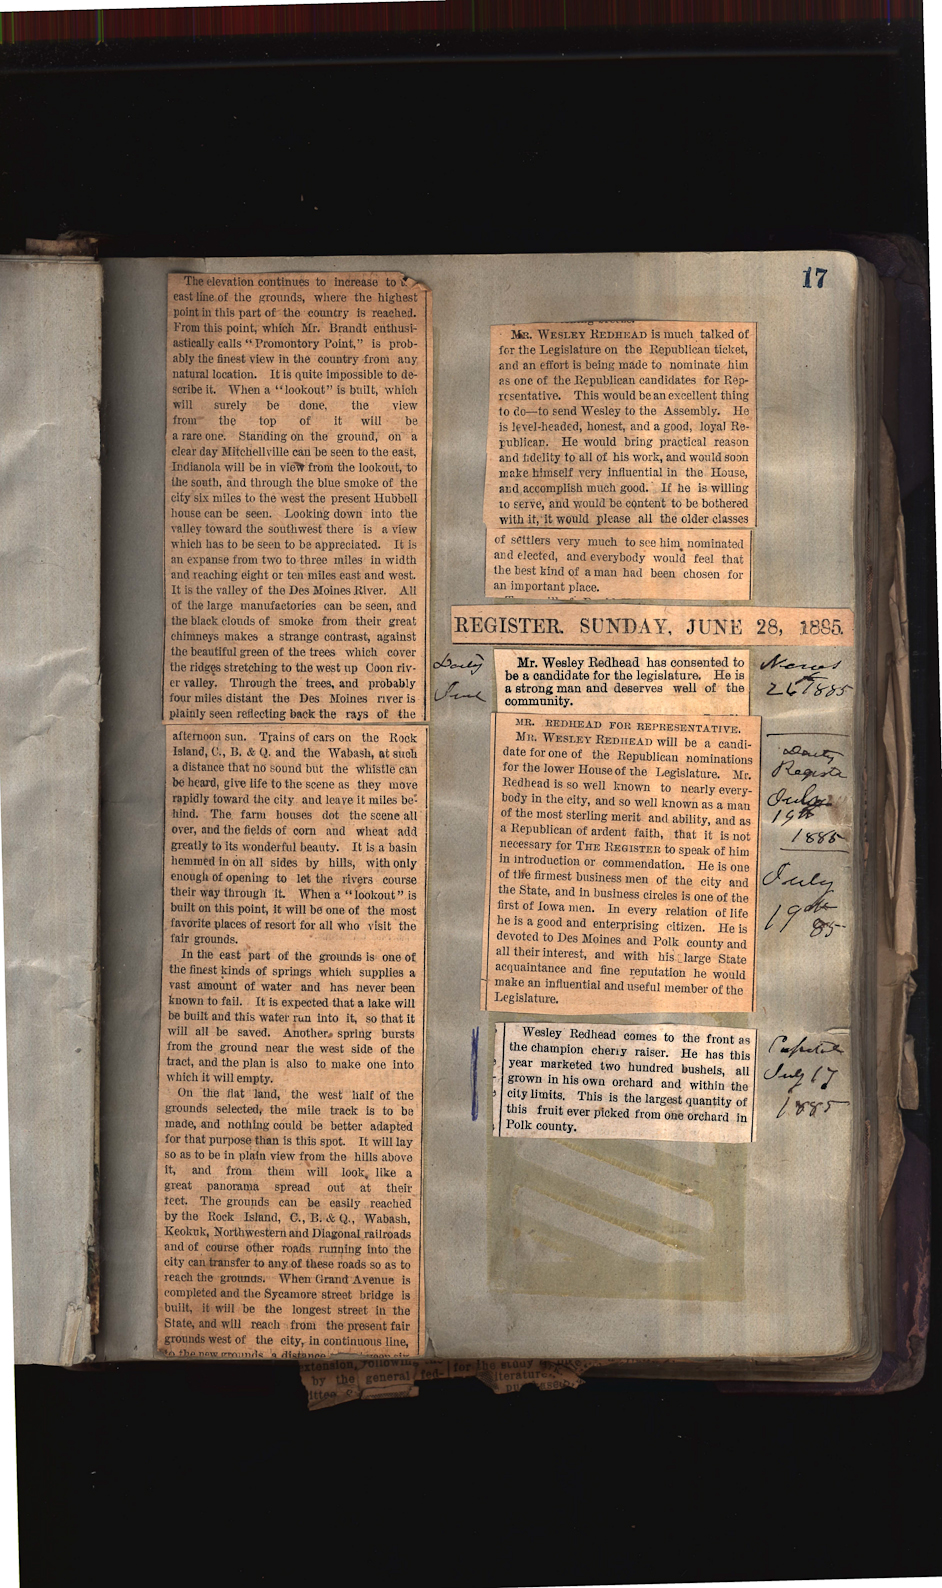 17
The elevation continues to increase to
east line of the grounds, where the highest
point in this part of the country is reached.
From this point, which Mr. Brandt enthusi-
astically calls "Promontory Point," is prob-
ably the finest view in the country from any
natural location. It is quite impossible to de-
scribe it. When a "lookout" is built, which
will surely be done, the view
from the top of it will be
a rare one. Standing on the ground, on a
clear day Mitchellville can be seen to the east,
Indianola will be in view from the lookout, to
the south, and through the blue smoke of the
city six miles to the west the present Hubbell
house can be seen. Looking down into the
valley toward the southwest there is a view
which has to be seen to be appreciated. It is
an expanse from two to three miles in width
and reaching eight or ten miles east and west.
It is the valley of the Des Moines River. All
of the large manufactories can be seen, and
the black clouds of smoke from their great
chimneys makes a strange contrast, against
the beautiful green of the trees which cover
the ridges stretching to the west up Coon riv-
er valley. Through the trees, and probably
four miles distant the Des Moines river is
plainly seen reflecting back the rays of the
afternoon sun. Trains of cars on the Rock
Island, C., B. & Q. and the Wabash, at such
a distance that no sound but the whistle can
be heard, give life to the scene as they move
rapidly toward the city and leave it miles be-
hind. The farm houses dot the scene all
over, and the fields of corn and wheat add
greatly to its wonderful beauty. It is a basin
hemmed in on all sides by hills, with only
enough of opening to let the rivers course
their way through it. When a "lookout" is
built on this point, it will be one of the most
favorite places of resort for all who visit the
fair grounds.
In the east part of the grounds is one of
the finest kinds of springs which supplies a
vast amount of water and has never been
known to fail. It is expected that a lake will
be built and this water run into it, so that it
will all be saved. Another spring bursts
from the ground near the west side of the
tract, and the plan is also to make one into
which it will empty.
On the flat land, the west half of the
grounds selected, the mile track is to be
made, and nothing could be better adapted
for that purpose than is this spot. It will lay
so as to be in plain view from the hills above
it, and from them will look like a
great panorama spread out at their
feet. The grounds can be easily reached
by the Rock Island, C., B. & Q., Wabash,
Keokuk, Northwestern and Diagonal railroads
and of course other roads running into the
city can transfer to any of these roads so as to
reach the grounds. When Grand Avenue is
completed and the Sycamore street bridge is
built, it will be the longest street in the
State, and will reach from the present fair
grounds west of the city, in continuous line,
to the new grounds, a distance
MR. WESLEY REDHEAD is much talked of
for the Legislature on the Republican ticket,
and an effort is being made to nominate him
as one of the Republican candidates for Rep-
resentative. This would be an excellent thing
to do—to send Wesley to the Assembly. He
is level-headed, honest, and a good, loyal Re-
publican. He would bring practical reason
and fidelity to all of his work, and would soon
make himself very influential in the House,
and accomplish much good. If he is willing
to serve, and would be content to be bothered
with it, it would please all the older classes
of settlers very much to see him nominated
and elected, and everybody would feel that
the best kind of a man had been chosen for
an important place.
REGISTER. SUNDAY, JUNE 28, 1885.
Daily News
June 26th 1885
Mr. Wesley Redhead has consented to
be a candidate for the legislature. He is
a strong man and deserves well of the
community.
MR. REDHEAD FOR REPRESENTATIVE.
MR. WESLEY REDHEAD will be a candi-
date for one of the Republican nominations
for the lower House of the Legislature. Mr.
Redhead is so well known to nearly every-
body in the city, and so well known as a man
of the most sterling merit and ability, and as
a Republican of ardent faith, that it is not
necessary for THE REGISTER to speak of him
in introduction or commendation. He is one
of the firmest business men of the city and
the State, and in business circles is one of the
first of Iowa men. In every relation of life
he is a good and enterprising citizen. He is
devoted to Des Moines and Polk county and
all their interest, and with his large State
acquaintance and fine reputation he would
make an influential and useful member of the
Legislature.
Daily
Register
July
19th
1885
July
19th
85
Wesley Redhead comes to the front as
the champion cherry raiser. He has this
year marketed two hundred bushels, all
grown in his own orchard and within the
city limits. This is the largest quantity of
this fruit ever picked from one orchard in
Polk county.
Capital
July 17
1885
extension, following
by the general fed-
for the study
literature